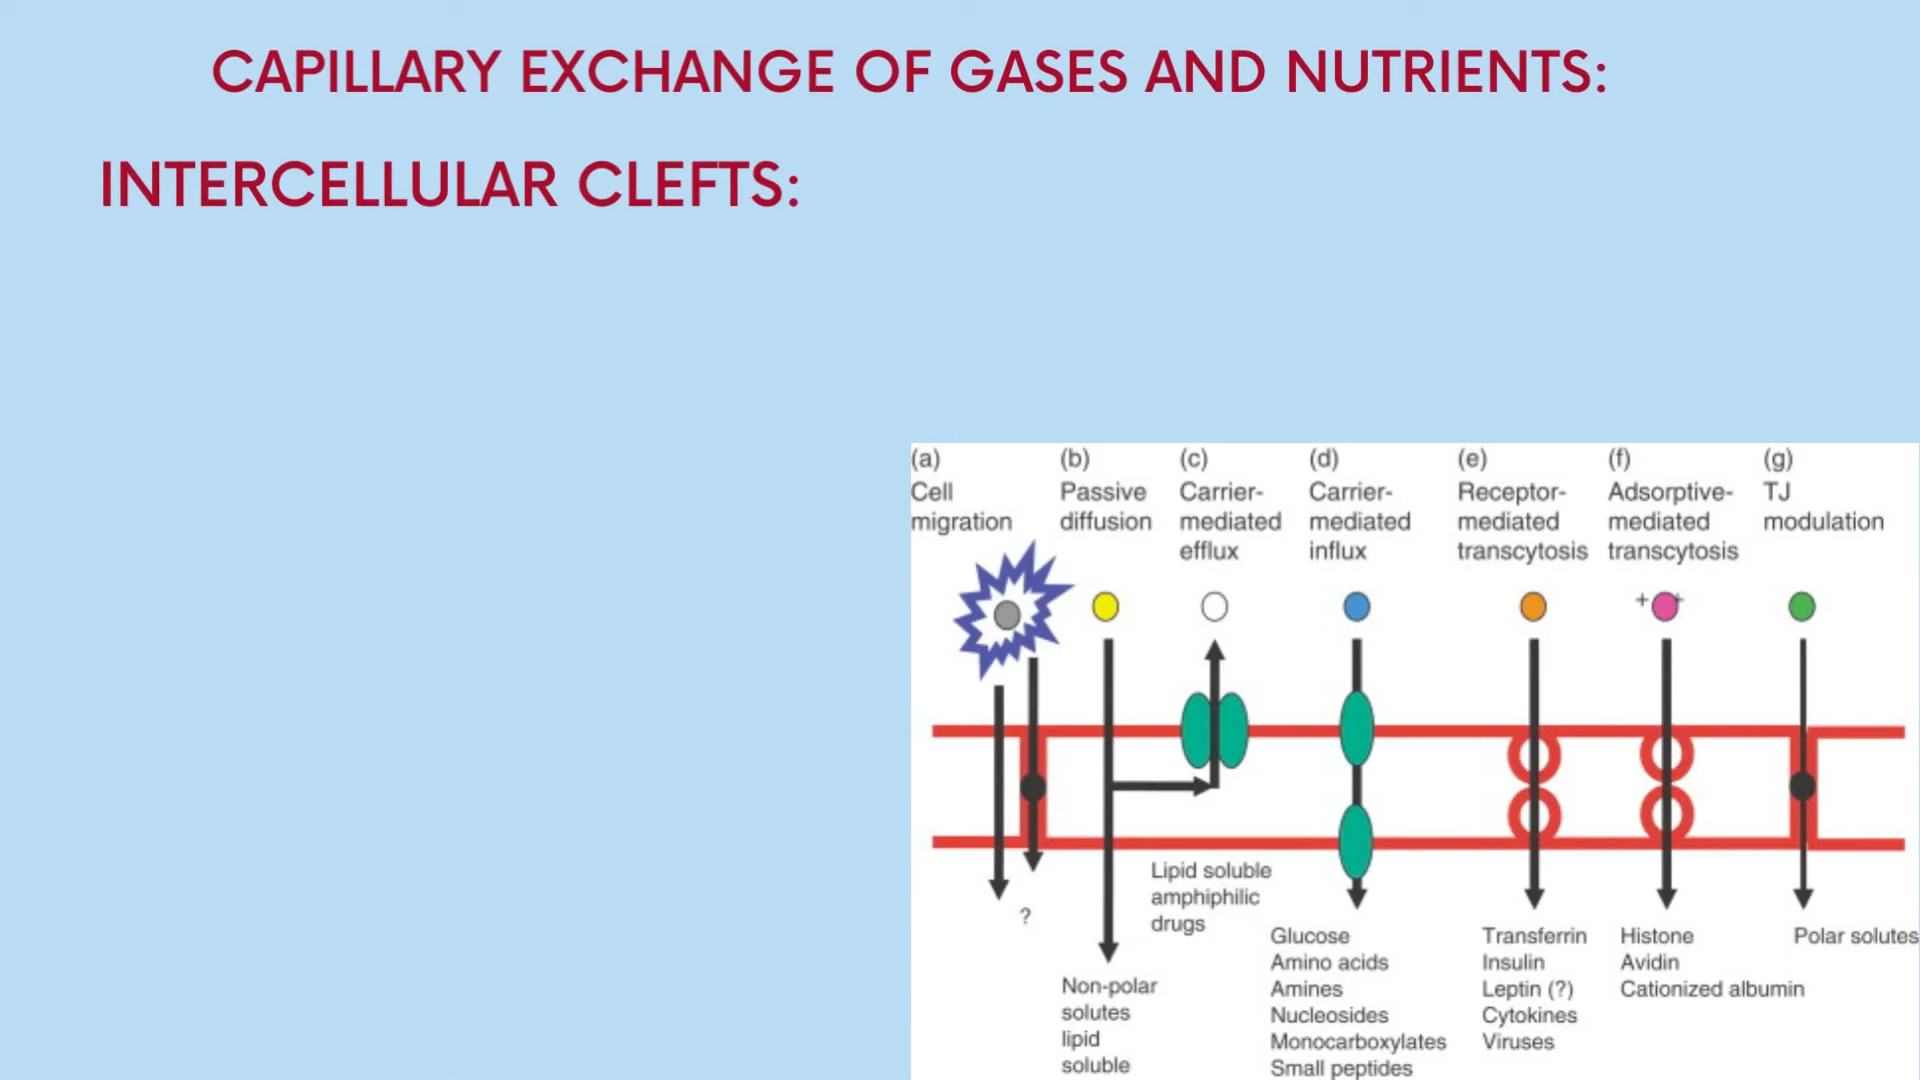 CAPILLARY EXCHANGE OF GASES AND NUTRIENTS:
INTERCELLULAR CLEFTS:
(a)
Cell
migration
(b)
Passive
diffusion
(c)
Carrier-
mediated
efflux
(d)
Carrier-
mediated
influx
(e)
Receptor-
mediated
transcytosis
(f)
Adsorptive-
mediated
transcytosis
(g)
TJ
modulation
+ +
?
Non-polar
solutes
lipid
soluble
Lipid soluble
amphiphilic
drugs
Glucose
Amino acids
Amines
Nucleosides
Monocarboxylates
Small peptides
Transferrin
Insulin
Leptin (?)
Cytokines
Viruses
Histone
Avidin
Cationized albumin
Polar solutes